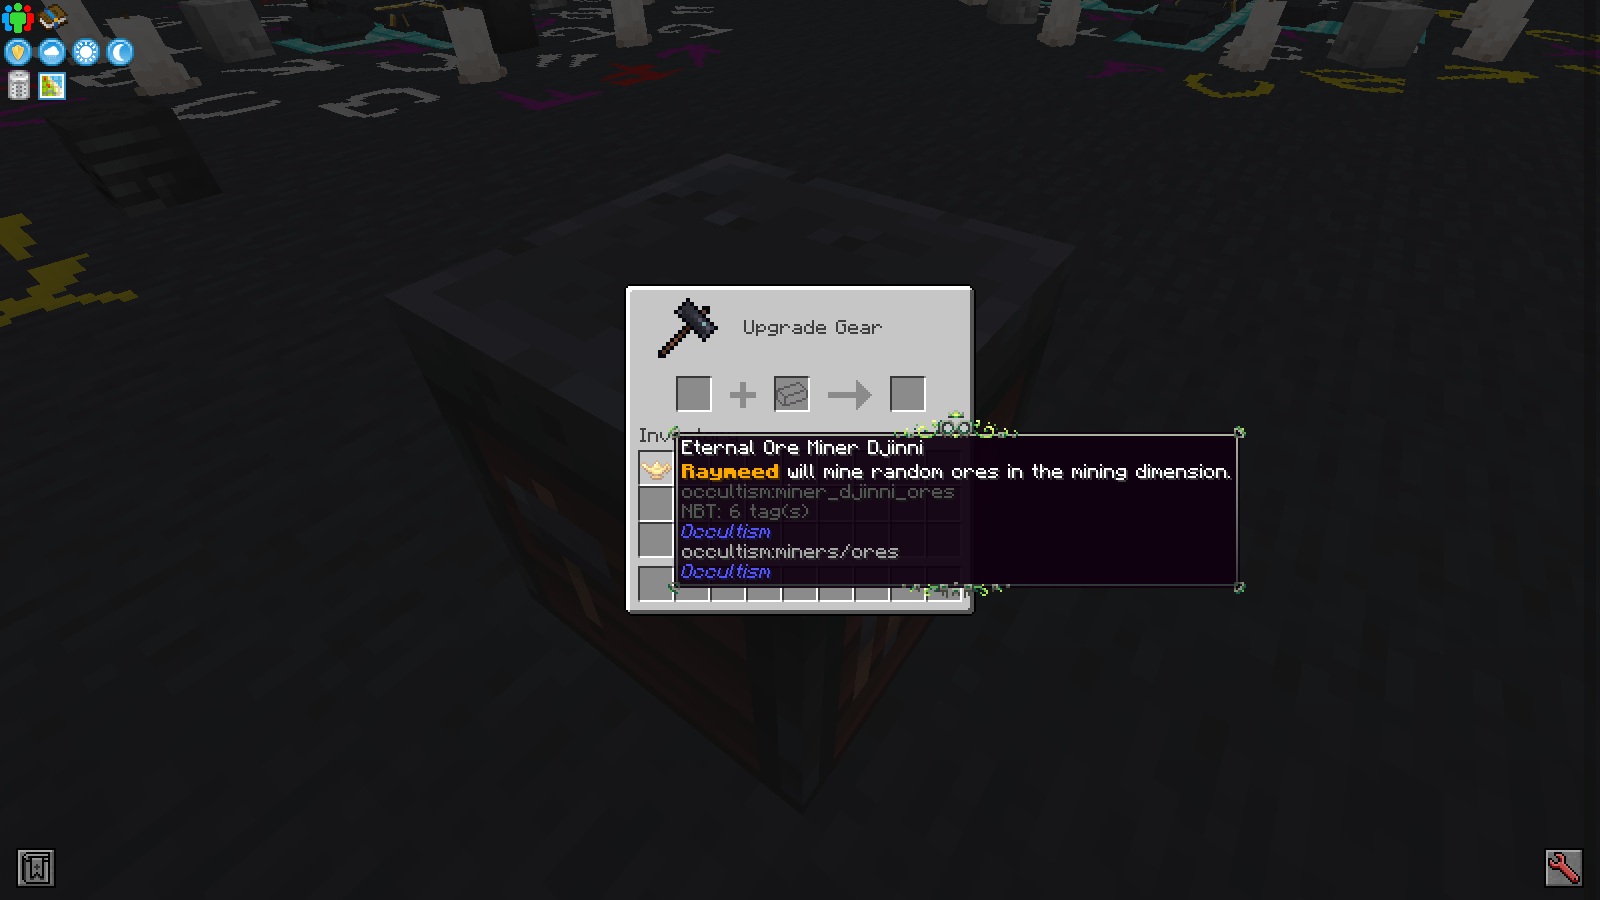 Upgrade Gear
Inv
Eternal Ore Miner Djinni
Raymeed will mine random ores in the mining dimension.
occultism:miner_djinni_ores
NBT: 6 tag(s)
Occultism
occultism:miners/ores
Occultism